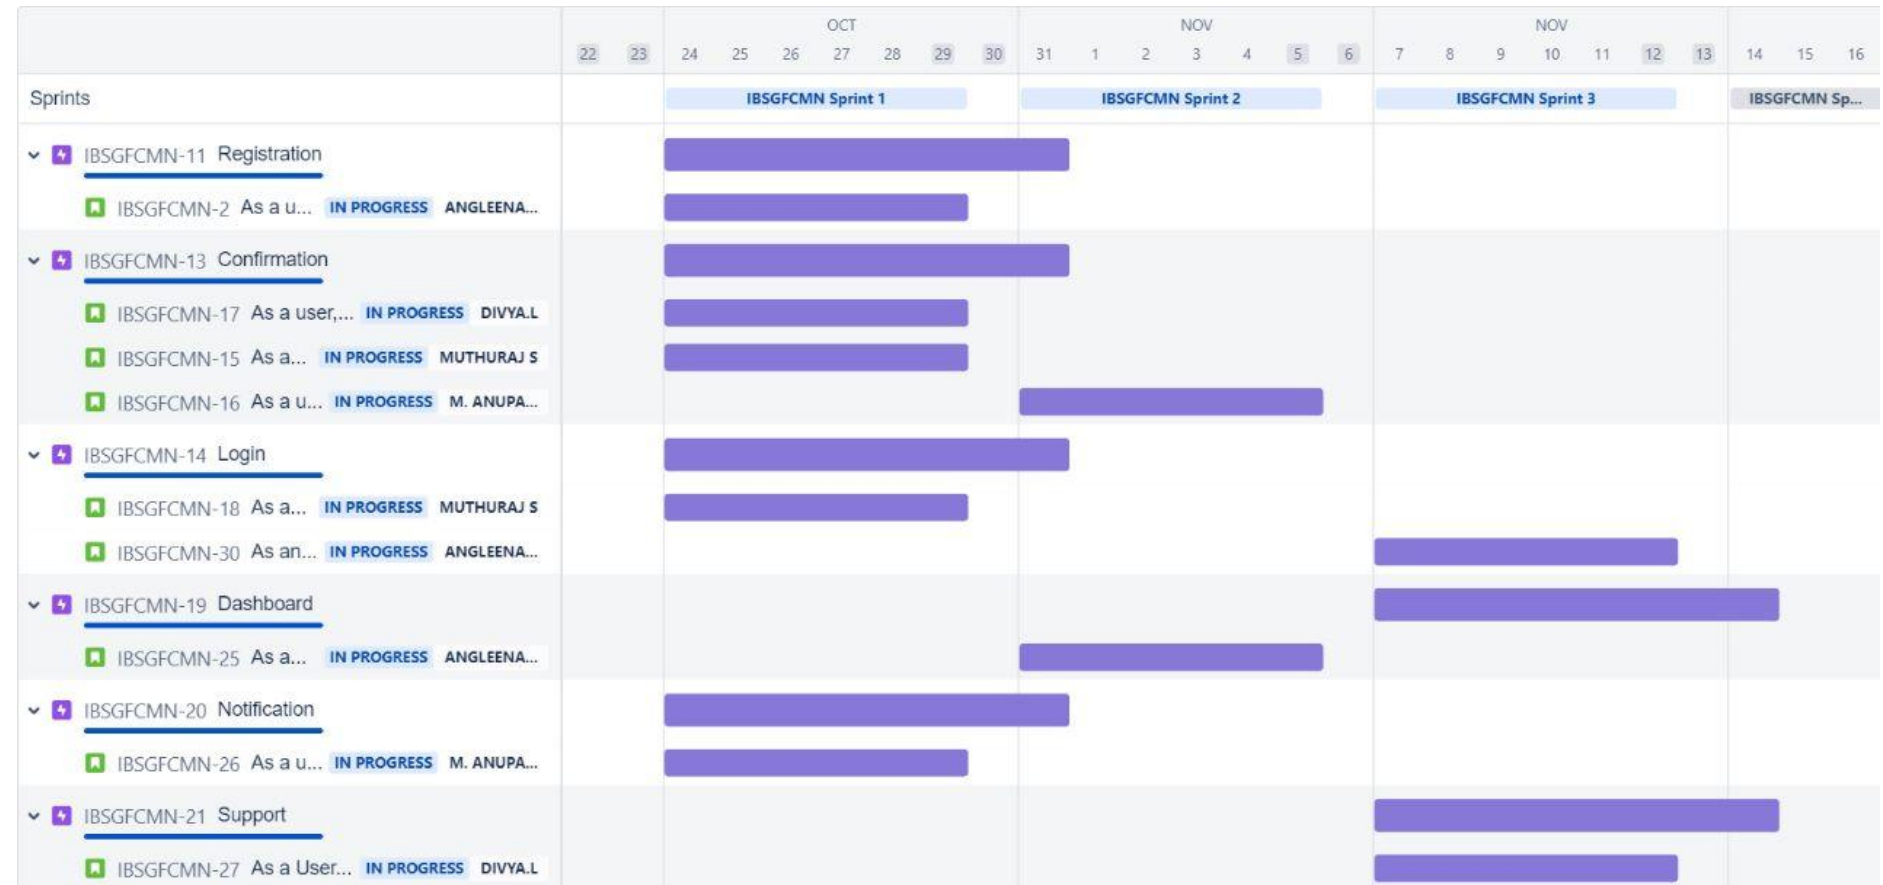 OCT NOV NOV
22 23 24 25 26 27 28 29 30 31 1 2 3 4 5 6 7 8 9 10 11 12 13 14 15 16
Sprints IBSGFCMN Sprint 1 IBSGFCMN Sprint 2 IBSGFCMN Sprint 3 IBSGFCMN Sp...
IBSGFCMN-11 Registration
IBSGFCMN-2 As a u... IN PROGRESS ANGLEENA...
IBSGFCMN-13 Confirmation
IBSGFCMN-17 As a user,... IN PROGRESS DIVYA.L
IBSGFCMN-15 As a... IN PROGRESS MUTHURAJ S
IBSGFCMN-16 As a u... IN PROGRESS M. ANUPA...
IBSGFCMN-14 Login
IBSGFCMN-18 As a... IN PROGRESS MUTHURAJ S
IBSGFCMN-30 As an... IN PROGRESS ANGLEENA...
IBSGFCMN-19 Dashboard
IBSGFCMN-25 As a... IN PROGRESS ANGLEENA...
IBSGFCMN-20 Notification
IBSGFCMN-26 As a u... IN PROGRESS M. ANUPA...
IBSGFCMN-21 Support
IBSGFCMN-27 As a User... IN PROGRESS DIVYA.L